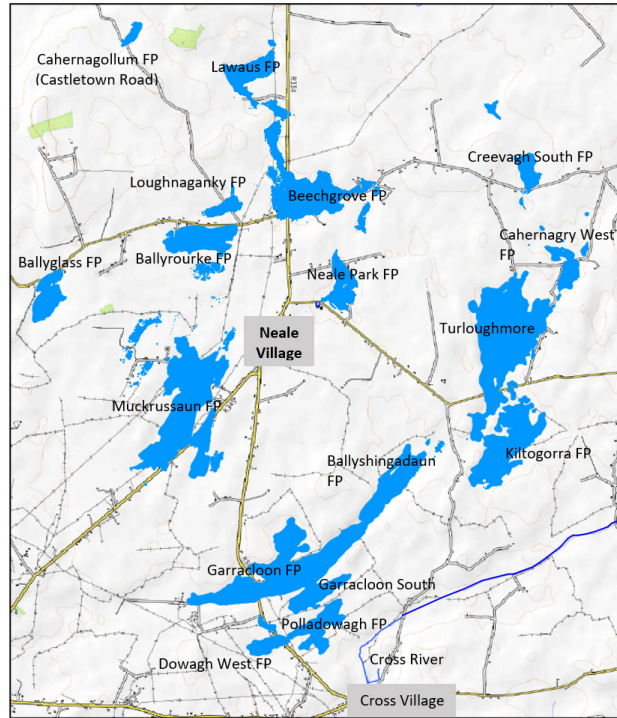 Cahernagollum FP
(Castletown Road)
Lawaus FP
R334
Creevagh South FP
Loughnaganky FP
Beechgrove FP
Cahernagry West
FP
Ballyglass FP
Ballyrourke FP
Neale Park FP
Turloughmore
Neale
Village
Muckrussaun FP
Ballyshingadaun
FP
Kiltogorra FP
Garracloon FP
Garracloon South
Polladowagh FP
Dowagh West FP
Cross River
Cross Village